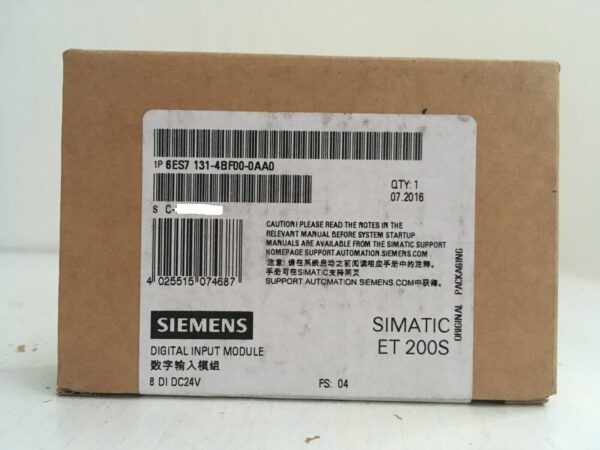 1P 6ES7 131-4BF00-0AA0
QTY: 1
07.2016
S C-
CAUTION! PLEASE READ THE NOTES IN THE
RELEVANT MANUAL BEFORE SYSTEM STARTUP
MANUALS ARE AVAILABLE FROM THE SIMATIC SUPPORT
HOMEPAGE SUPPORT.AUTOMATION.SIEMENS.COM
注意! 请在系统启动之前阅读相应手册中的注释。
手册可在SIMATIC支持网页
SUPPORT.AUTOMATION.SIEMENS.COM中获得。
4 025515 074687
ORIGINAL PACKAGING
SIEMENS
SIMATIC
ET 200S
DIGITAL INPUT MODULE
数字输入模组
8 DI DC24V
FS: 04